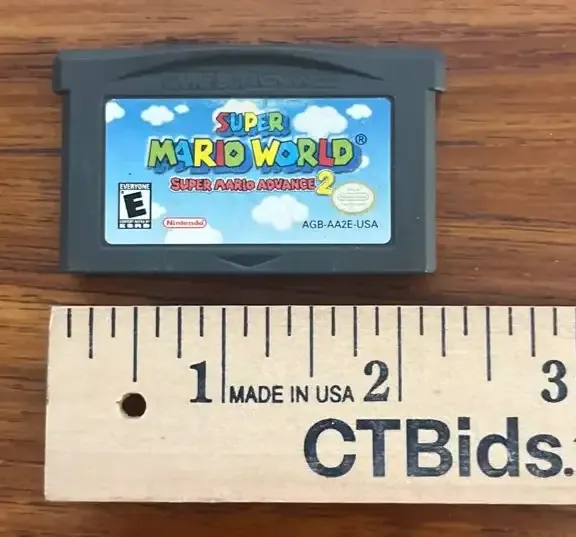 SUPER
MARIO WORLD®
SUPER MARIO ADVANCE 2
EVERYONE
E
ESRB
Nintendo
AGB-AA2E-USA
1 MADE IN USA 2 3
CTBids.